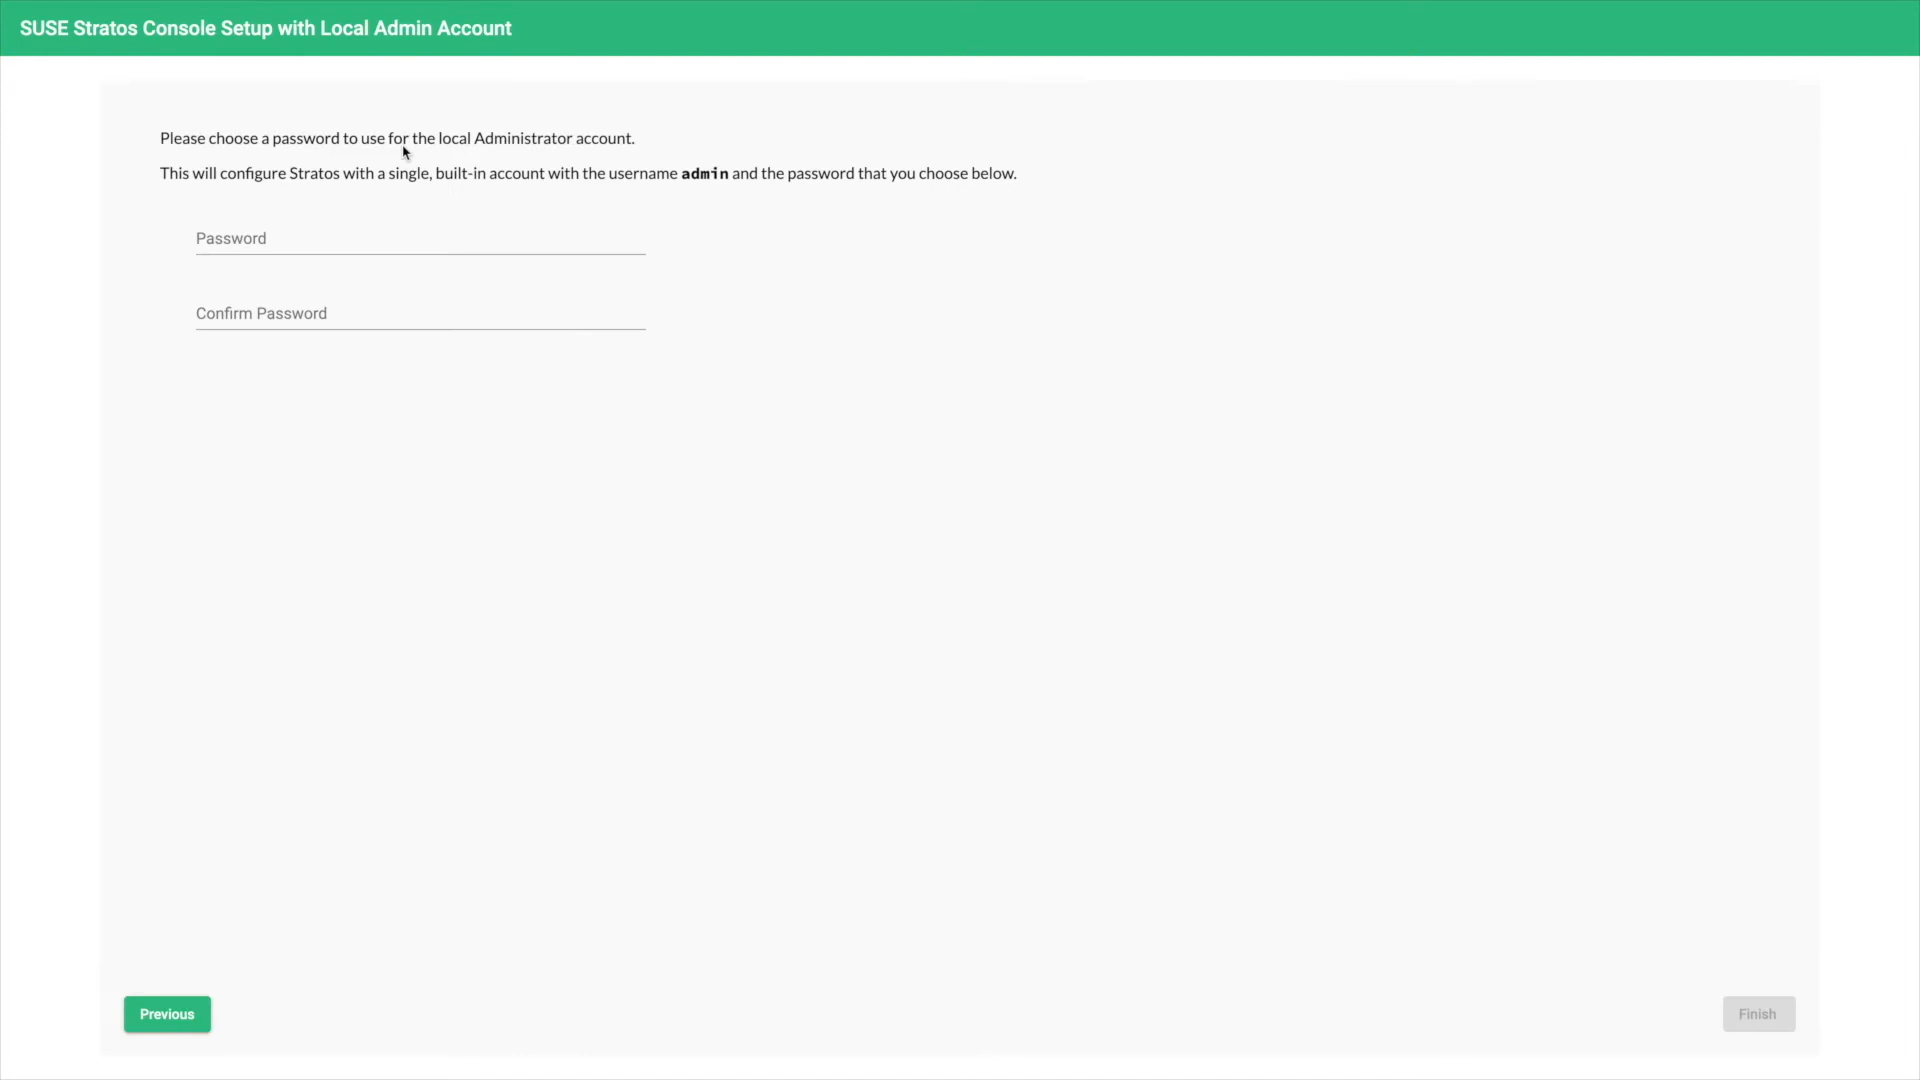 SUSE Stratos Console Setup with Local Admin Account
Please choose a password to use for the local Administrator account.
This will configure Stratos with a single, built-in account with the username admin and the password that you choose below.
Password
Confirm Password
Previous
Finish